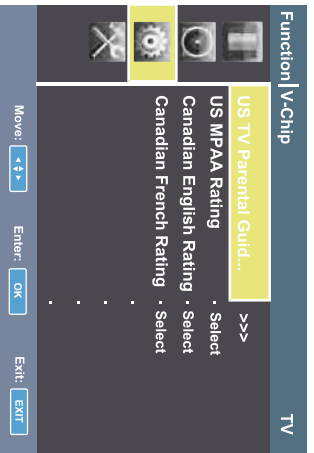 Function V-Chip TV
US TV Parental Guid... >>>
US MPAA Rating . Select
Canadian English Rating . Select
Canadian French Rating . Select
.
.
.
.
Move: Enter: OK Exit: EXIT